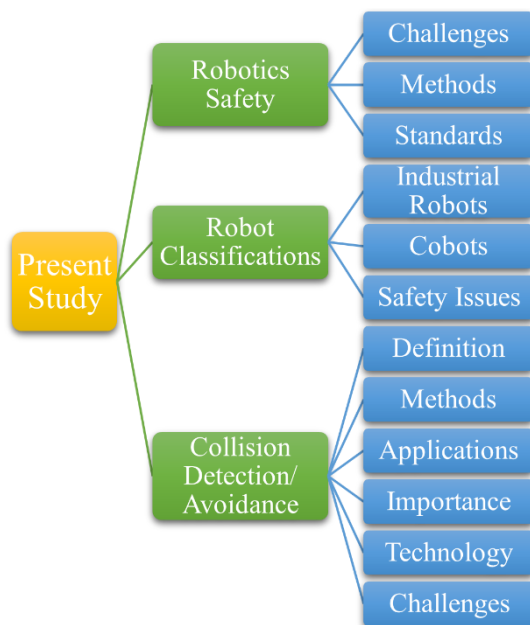 Present
Study
Robotics
Safety
Challenges
Methods
Standards
Robot
Classifications
Industrial
Robots
Cobots
Safety Issues
Collision
Detection/
Avoidance
Definition
Methods
Applications
Importance
Technology
Challenges